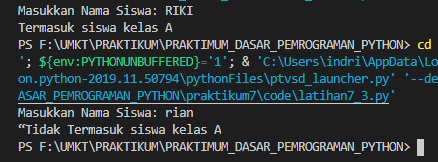 Masukkan Nama Siswa: RIKI
Termasuk siswa kelas A
PS F:\UMKT\PRAKTIKUM\PRAKTIMUM_DASAR_PEMROGRAMAN_PYTHON> cd
'; ${env:PYTHONUNBUFFERED}='1'; & 'C:\Users\indri\AppData\Lo
on.python-2019.11.50794\pythonFiles\ptvsd_launcher.py' '--de
ASAR_PEMROGRAMAN_PYTHON\praktikum7\code\latihan7_3.py'
Masukkan Nama Siswa: rian
“Tidak Termasuk siswa kelas A
PS F:\UMKT\PRAKTIKUM\PRAKTIMUM_DASAR_PEMROGRAMAN_PYTHON>